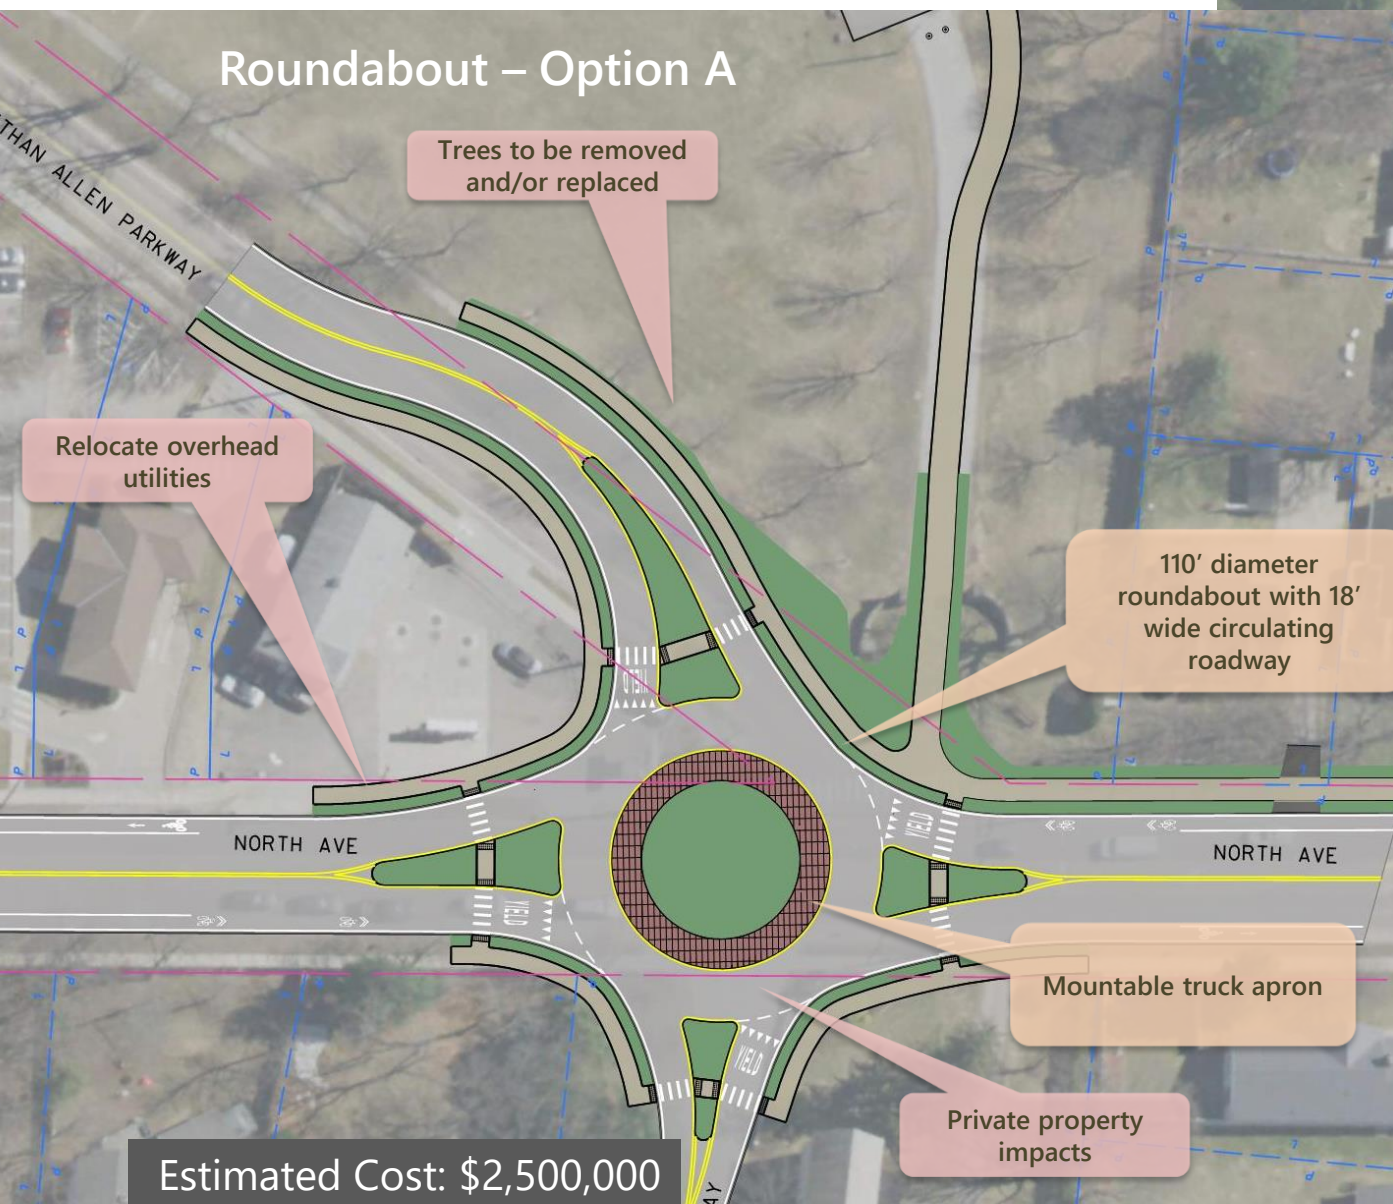 Roundabout – Option A
Trees to be removed
and/or replaced
THAN ALLEN PARKWAY
Relocate overhead
utilities
110' diameter
roundabout with 18'
wide circulating
roadway
YIELD
YIELD
NORTH AVE
NORTH AVE
YIELD
Mountable truck apron
YIELD
Private property
impacts
Estimated Cost: $2,500,000